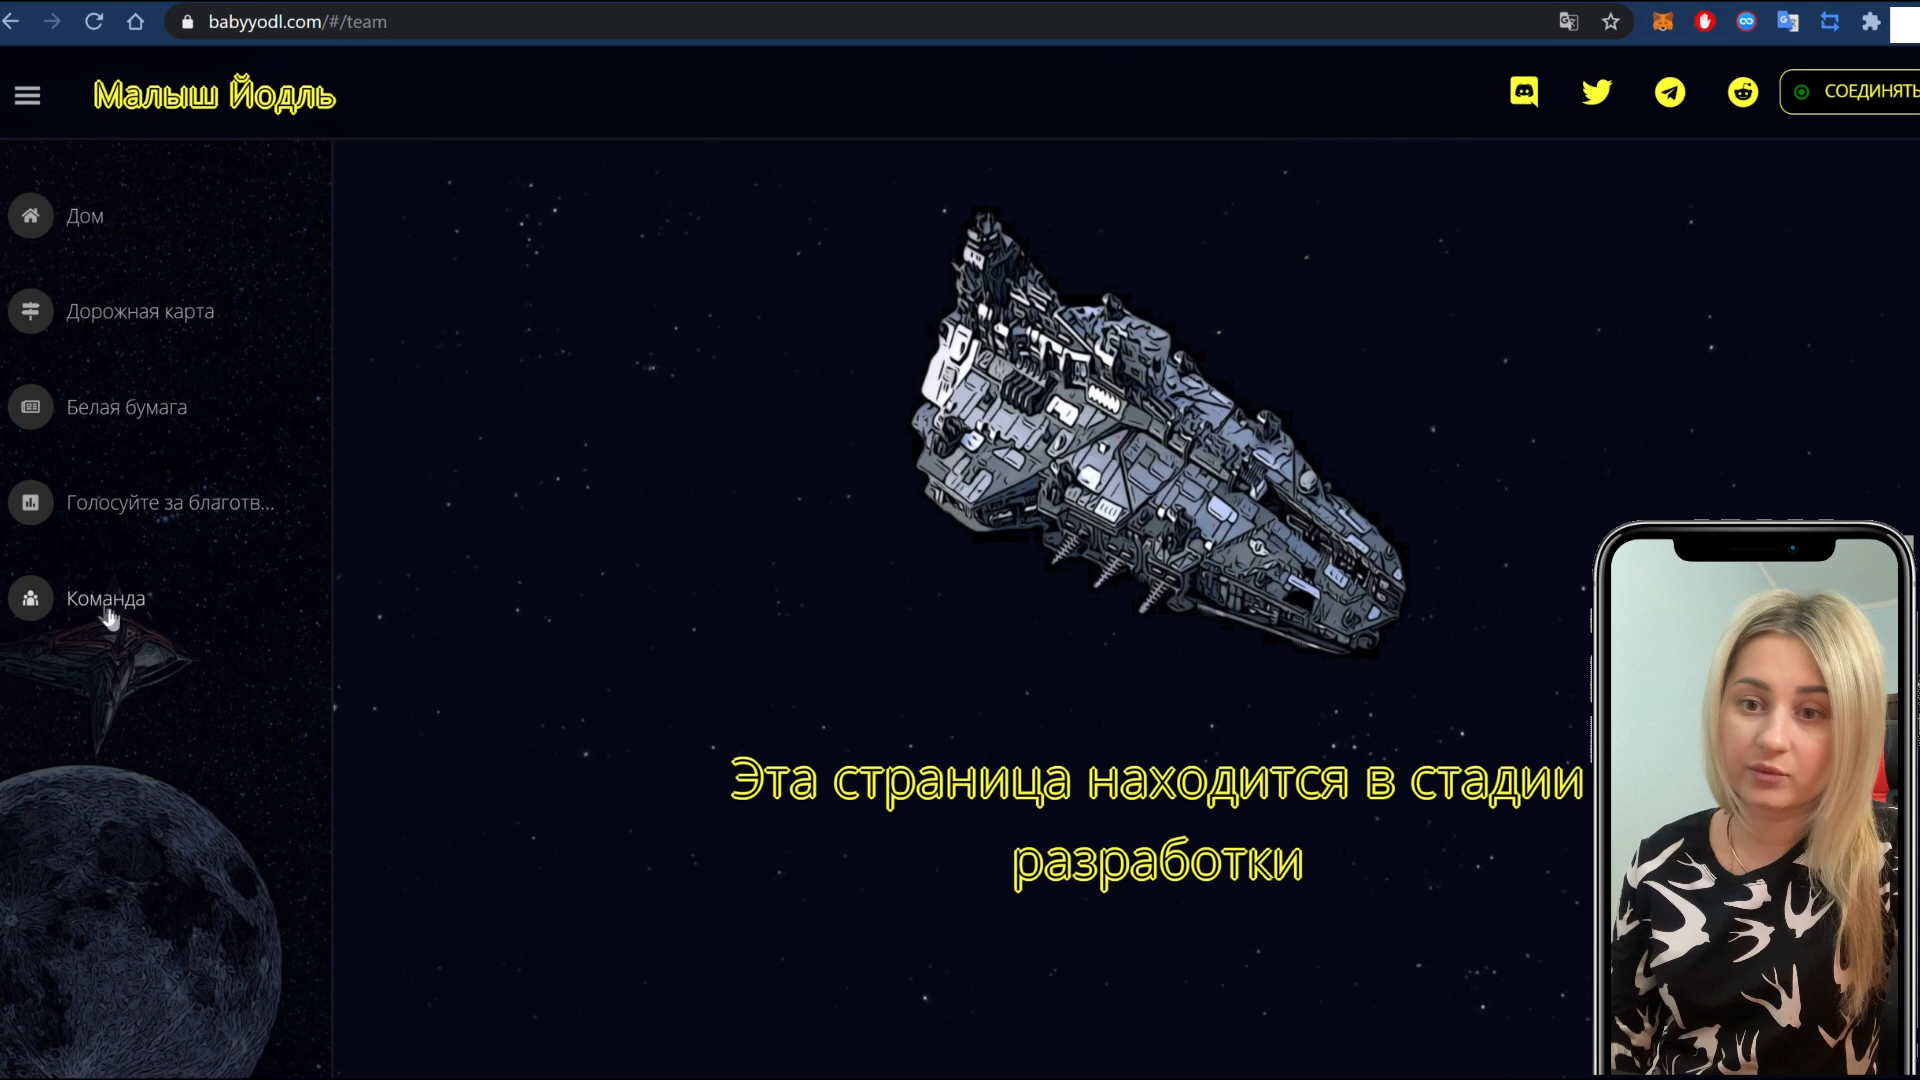 babyyodl.com/#/team
Малыш Йодль
СОЕДИНЯТЬ
Дом
Дорожная карта
Белая бумага
Голосуйте за благотв...
Команда
Эта страница находится в стадии
разработки